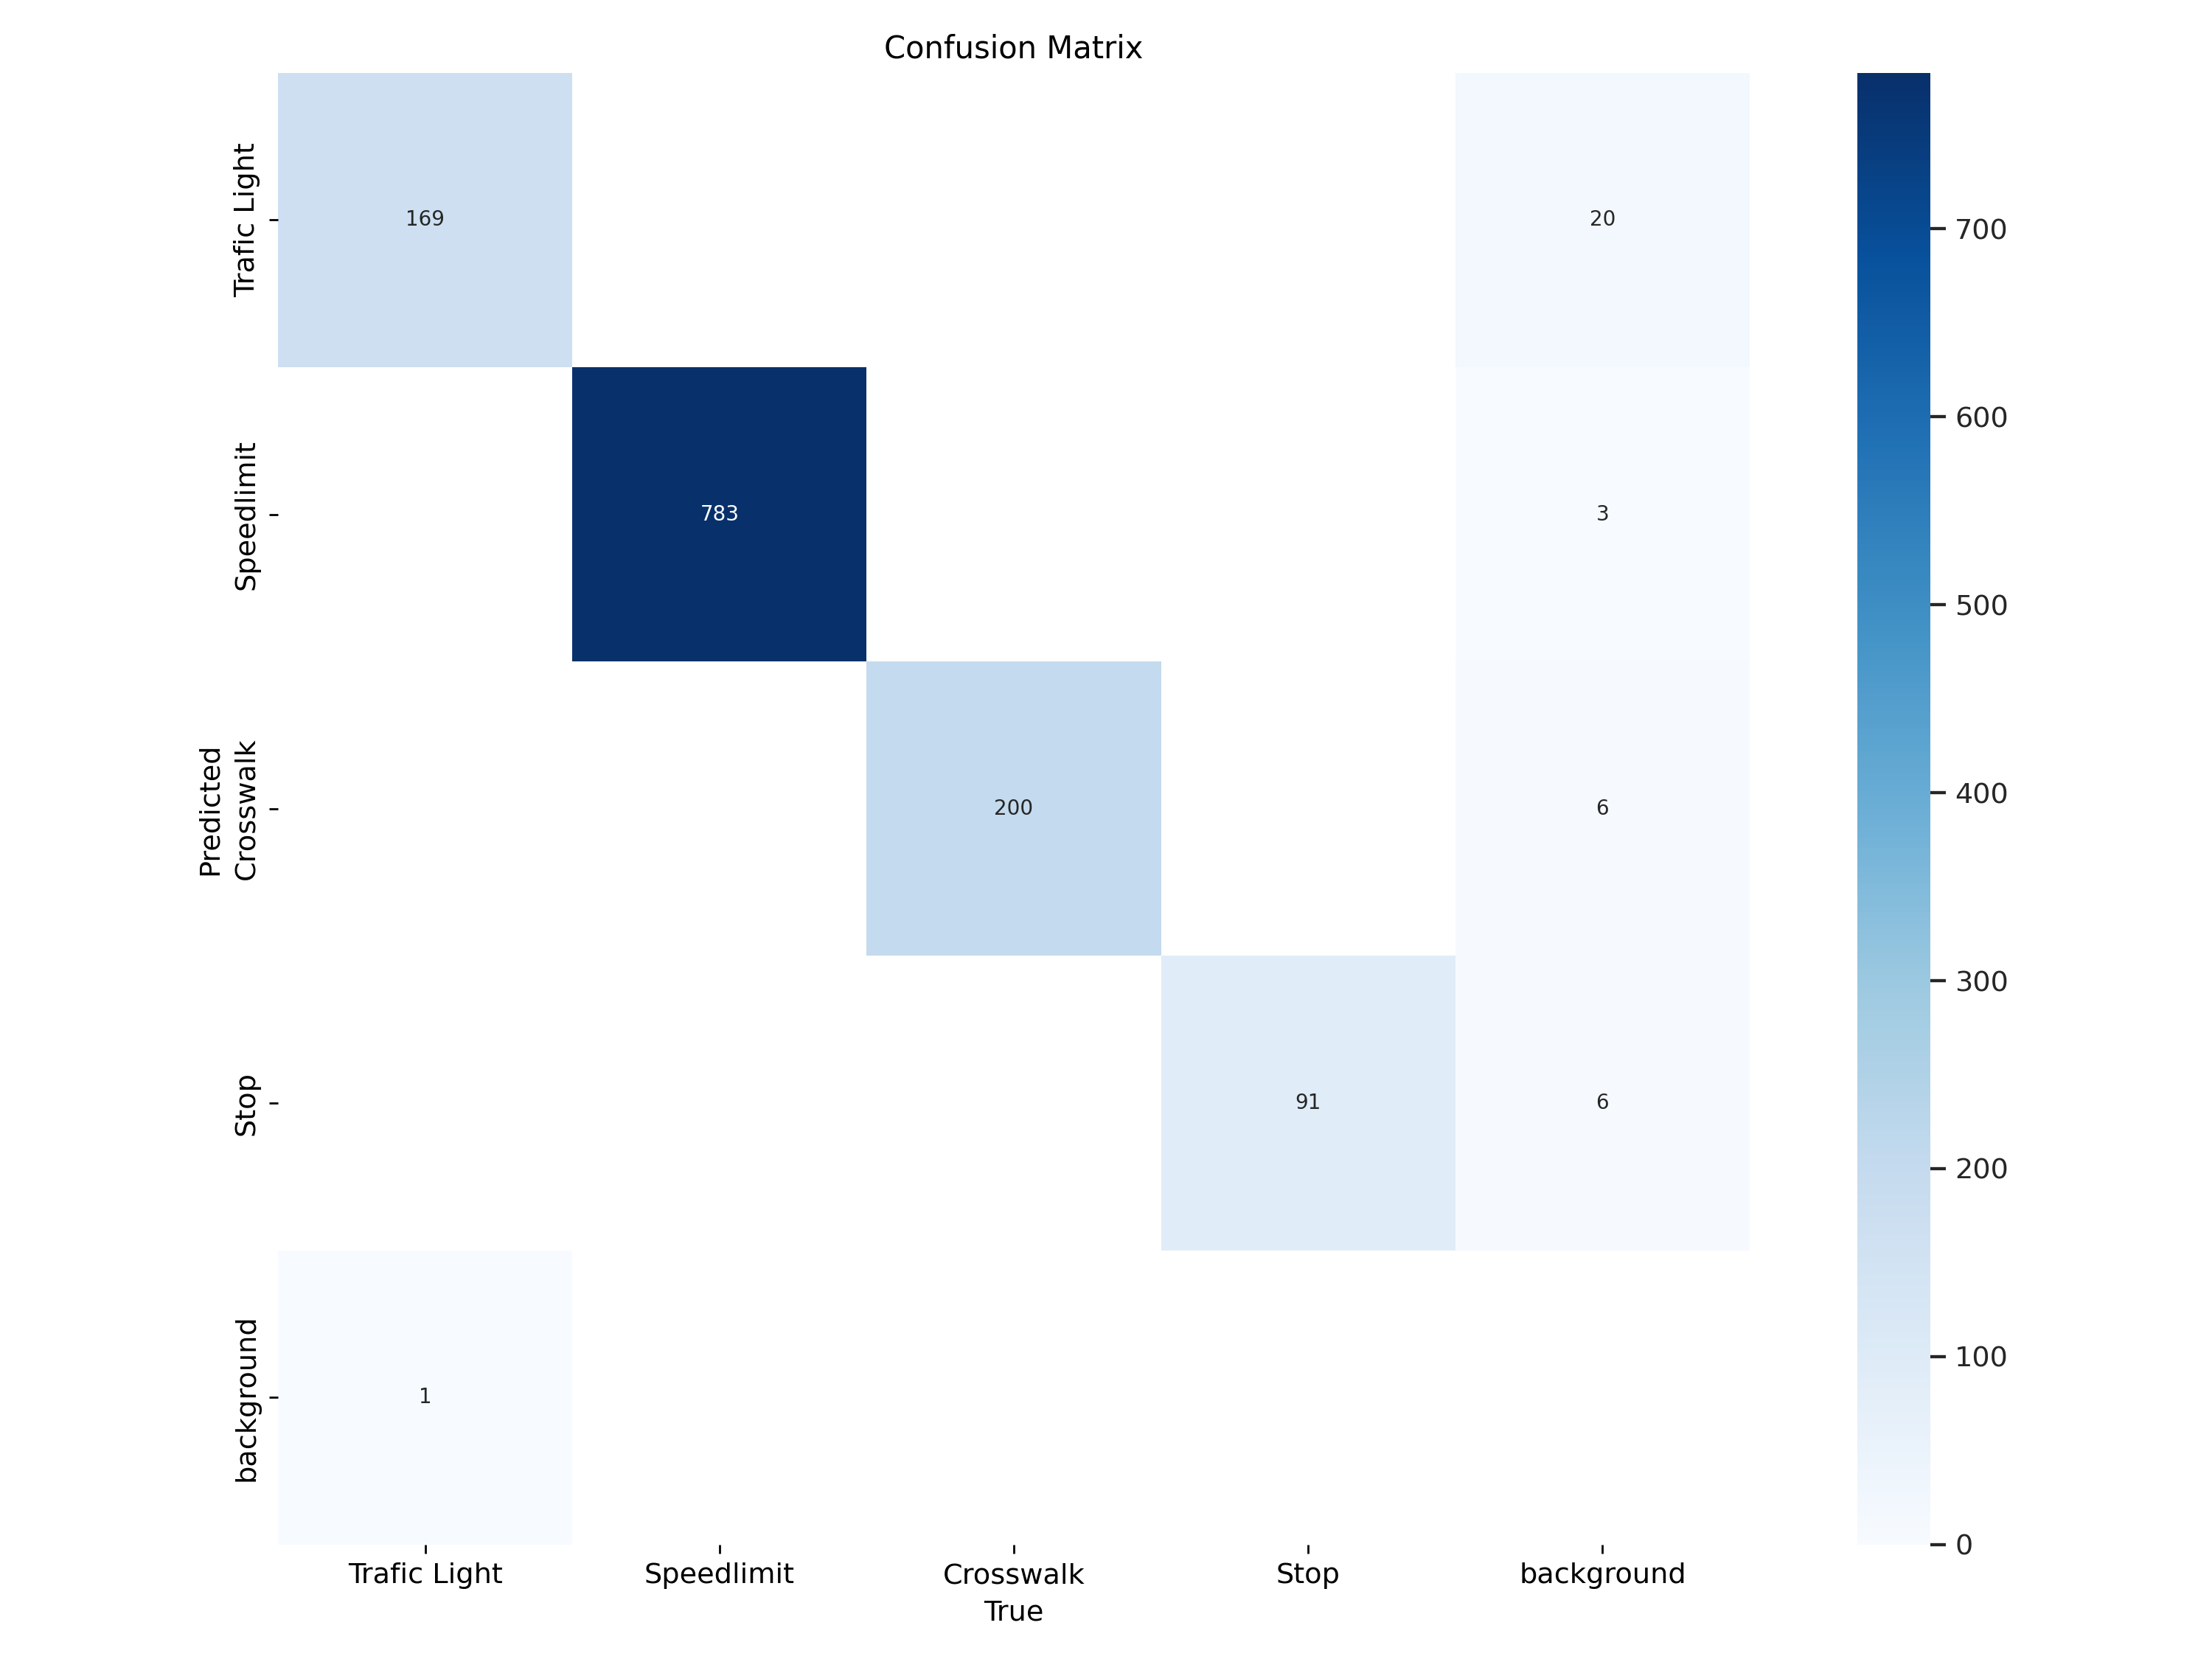 Confusion Matrix
Trafic Light
169
20
700
600
Speedlimit
783
3
500
400
Predicted
Crosswalk
200
6
300
200
Stop
91
6
100
background
1
0
Trafic Light
Speedlimit
Crosswalk
Stop
background
True